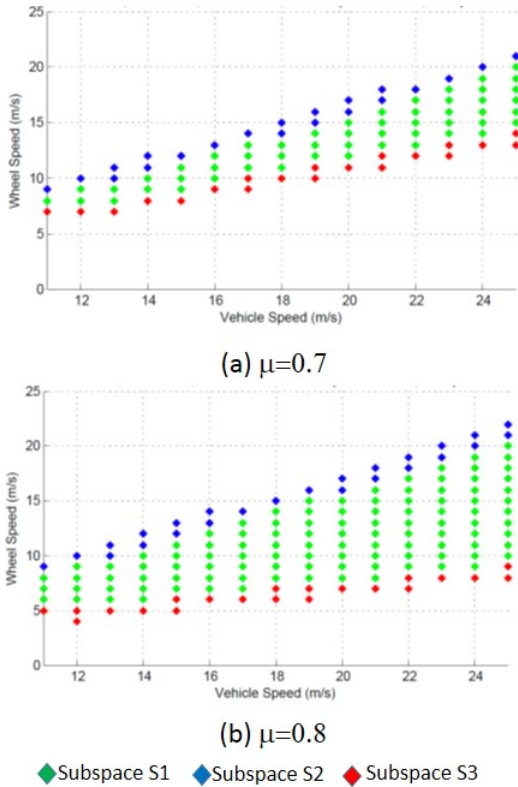 25
20
15
10
5
0
Wheel Speed (m/s)
12 14 16 18 20 22 24
Vehicle Speed (m/s)
(a) μ=0.7
25
20
15
10
5
0
Wheel Speed (m/s)
12 14 16 18 20 22 24
Vehicle Speed (m/s)
(b) μ=0.8
Subspace S1 Subspace S2 Subspace S3